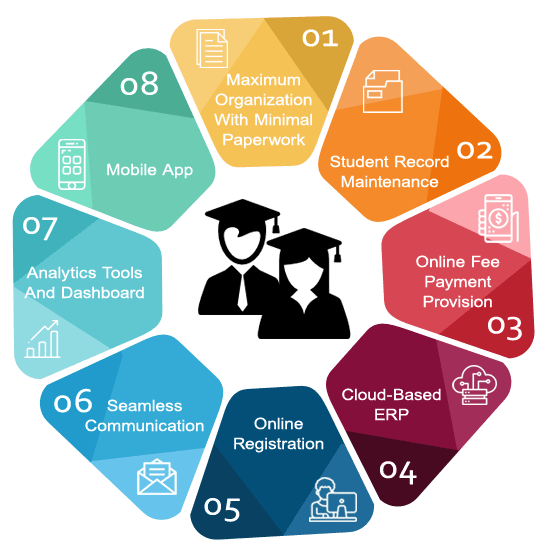 01
Maximum
Organization
With Minimal
Paperwork
02
Student Record
Maintenance
Online Fee
Payment
Provision
03
$
Cloud-Based
ERP
04
Online
Registration
05
06
Seamless
Communication
07
Analytics Tools
And Dashboard
08
Mobile App